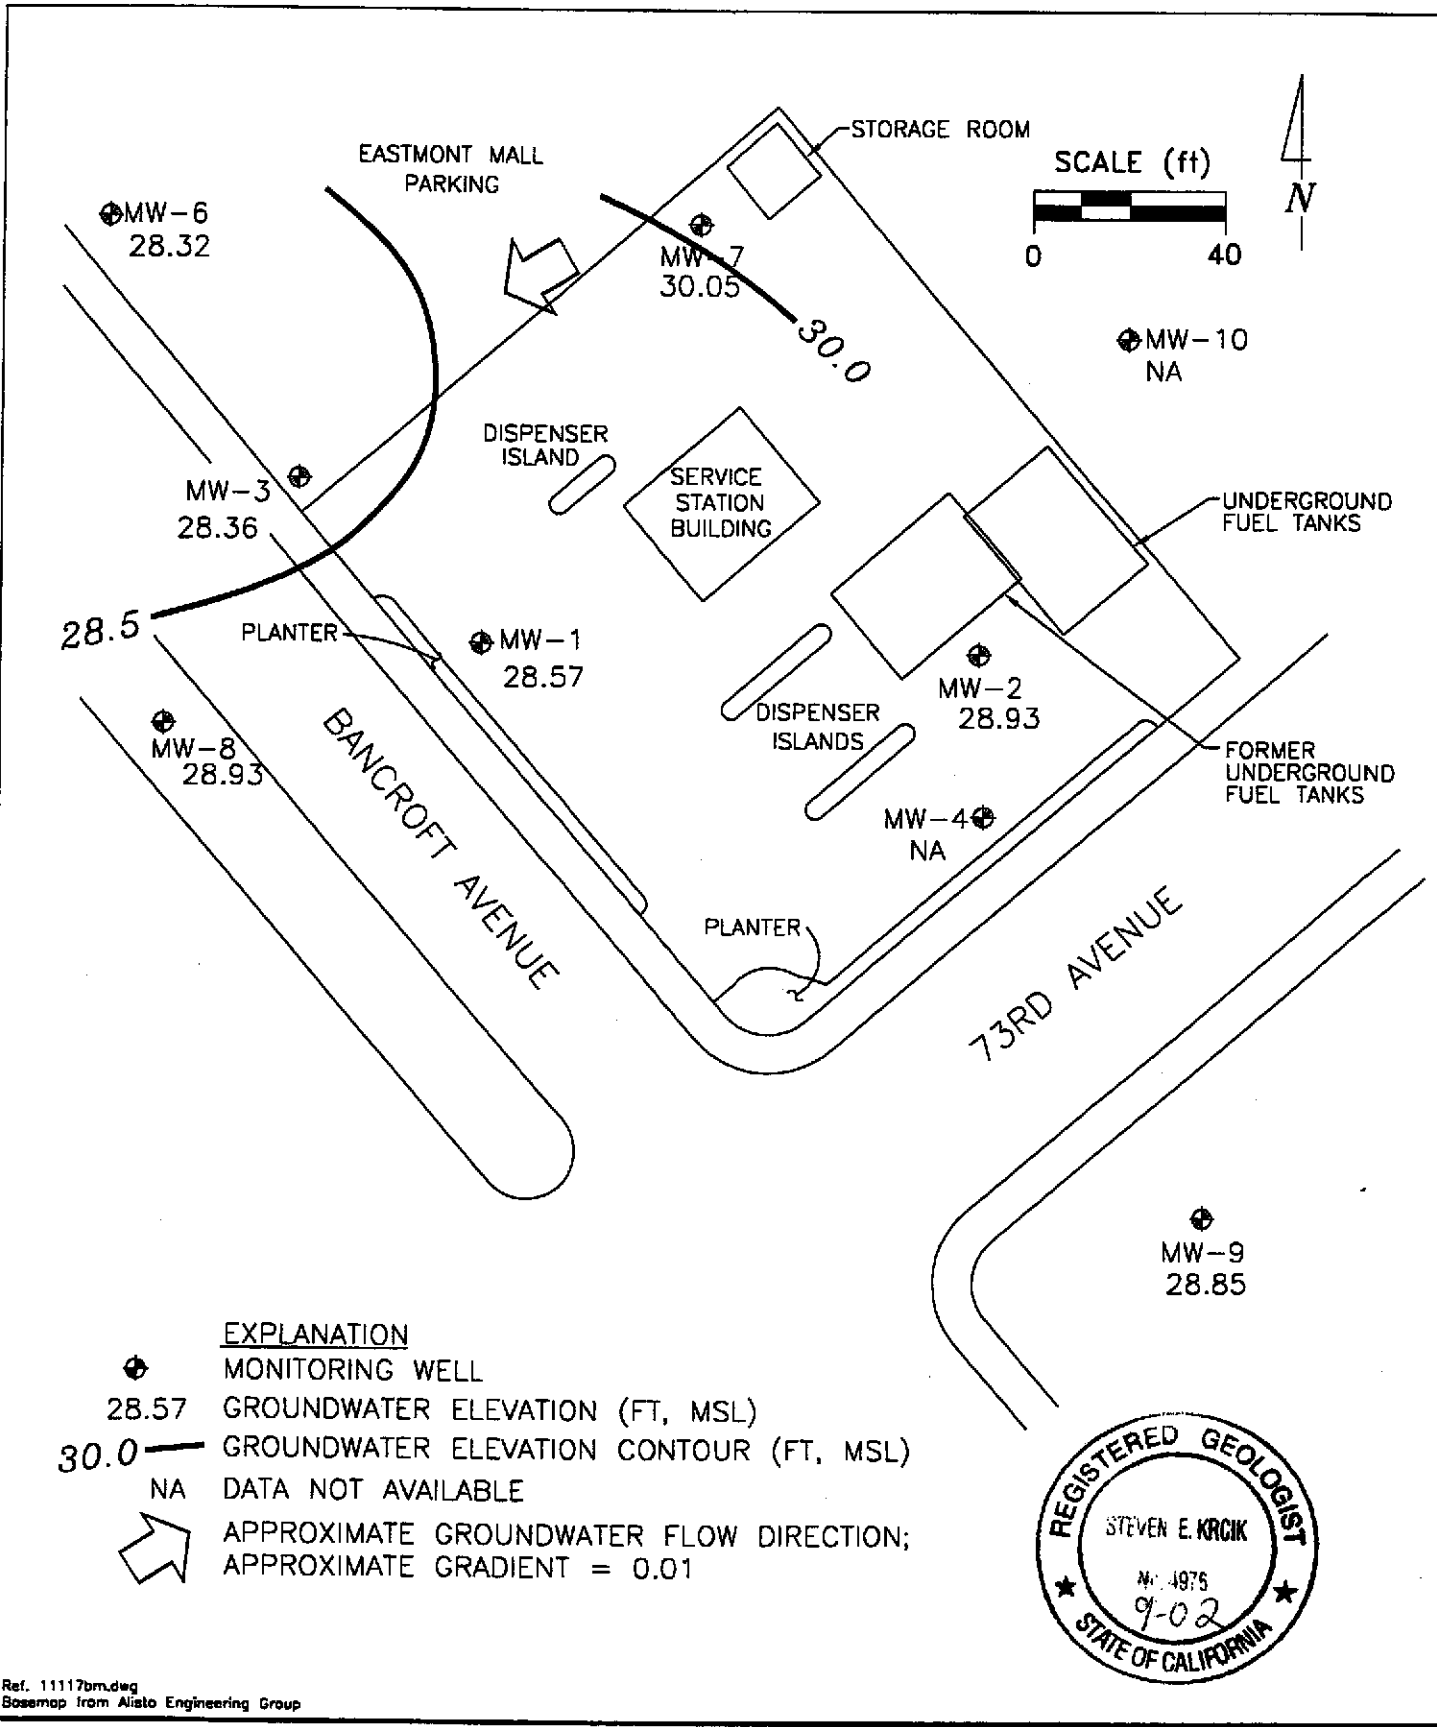 STORAGE ROOM
EASTMONT MALL
PARKING
SCALE (ft)
0 40
N
MW-6
28.32
MW-7
30.05
30.0
MW-10
NA
DISPENSER
ISLAND
SERVICE
STATION
BUILDING
MW-3
28.36
UNDERGROUND
FUEL TANKS
28.5
PLANTER
MW-1
28.57
MW-2
28.93
MW-8
28.93
DISPENSER
ISLANDS
FORMER
UNDERGROUND
FUEL TANKS
MW-4
NA
BANCROFT AVENUE
PLANTER
73RD AVENUE
MW-9
28.85
EXPLANATION
MONITORING WELL
28.57 GROUNDWATER ELEVATION (FT, MSL)
30.0 GROUNDWATER ELEVATION CONTOUR (FT, MSL)
NA DATA NOT AVAILABLE
APPROXIMATE GROUNDWATER FLOW DIRECTION;
APPROXIMATE GRADIENT = 0.01
REGISTERED GEOLOGIST
STEVEN E. KRCIK
No. 4976
9-02
STATE OF CALIFORNIA
Ref. 11117bm.dwg
Basemap from Alisto Engineering Group